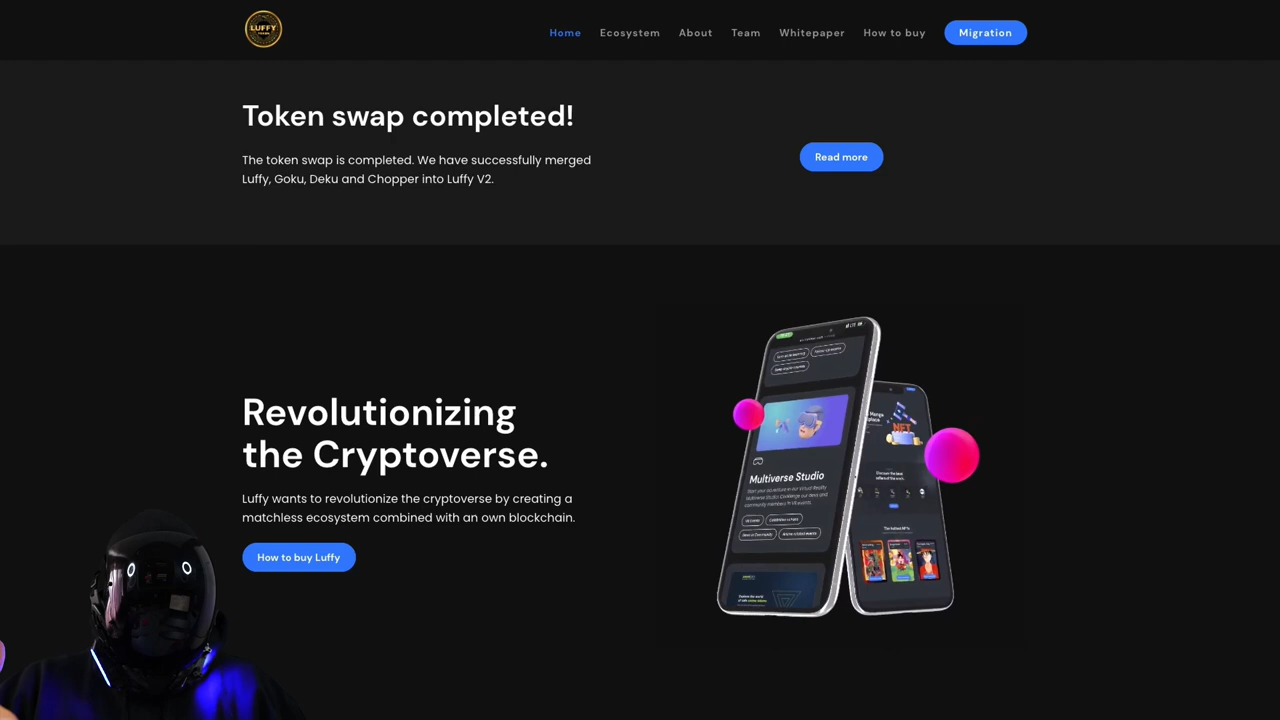 LUFFY
Home Ecosystem About Team Whitepaper How to buy Migration
Token swap completed!
The token swap is completed. We have successfully merged
Luffy, Goku, Deku and Chopper into Luffy V2.
Read more
Revolutionizing
the Cryptoverse.
Luffy wants to revolutionize the cryptoverse by creating a
matchless ecosystem combined with an own blockchain.
How to buy Luffy
Multiverse Studio
NFT